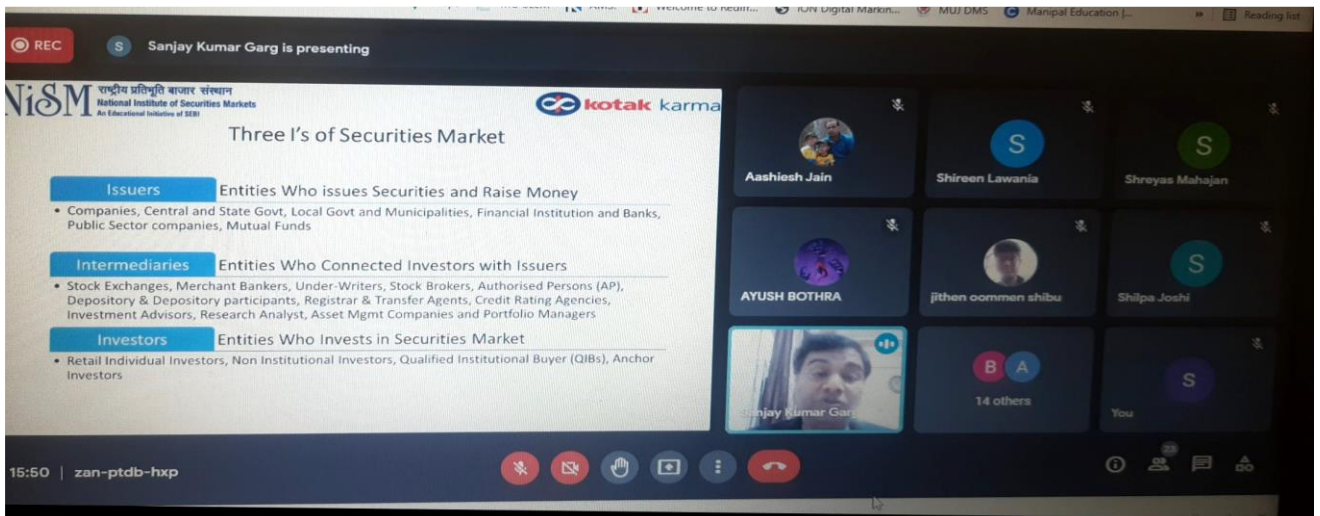 Welcome to Rediff...
ION Digital Markin...
MUJ DMS
Manipal Education |...
»
Reading list
REC
S
Sanjay Kumar Garg is presenting
NiSM
राष्ट्रीय प्रतिभूति बाजार संस्थान
National Institute of Securities Markets
An Educational Initiative of SEBI
kotak karma
Three I's of Securities Market
Issuers
Entities Who issues Securities and Raise Money
• Companies, Central and State Govt, Local Govt and Municipalities, Financial Institution and Banks,
Public Sector companies, Mutual Funds
Intermediaries
Entities Who Connected Investors with Issuers
• Stock Exchanges, Merchant Bankers, Under-Writers, Stock Brokers, Authorised Persons (AP),
Depository & Depository participants, Registrar & Transfer Agents, Credit Rating Agencies,
Investment Advisors, Research Analyst, Asset Mgmt Companies and Portfolio Managers
Investors
Entities Who Invests in Securities Market
• Retail Individual Investors, Non Institutional Investors, Qualified Institutional Buyer (QIBs), Anchor
Investors
Aashiesh Jain
S
Shireen Lawania
S
Shreyas Mahajan
AYUSH BOTHRA
jithen oommen shibu
S
Shilpa Joshi
Sanjay Kumar Garg
B A
14 others
S
You
15:50 | zan-ptdb-hxp
23